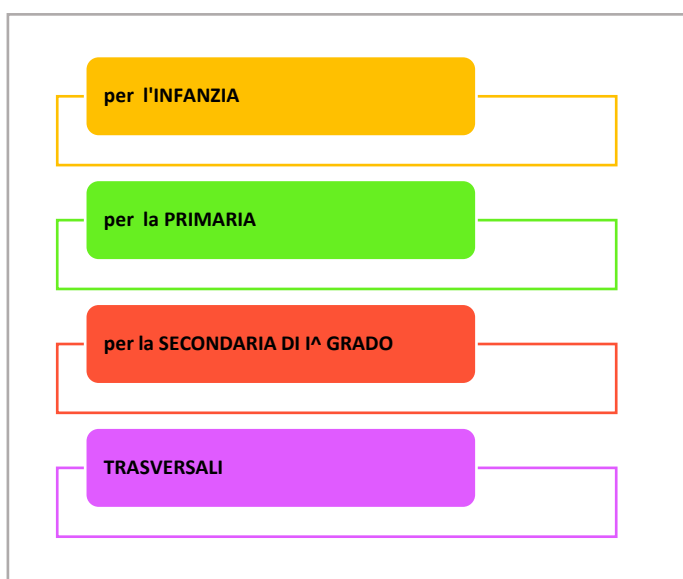 per l'INFANZIA
per la PRIMARIA
per la SECONDARIA DI I^ GRADO
TRASVERSALI